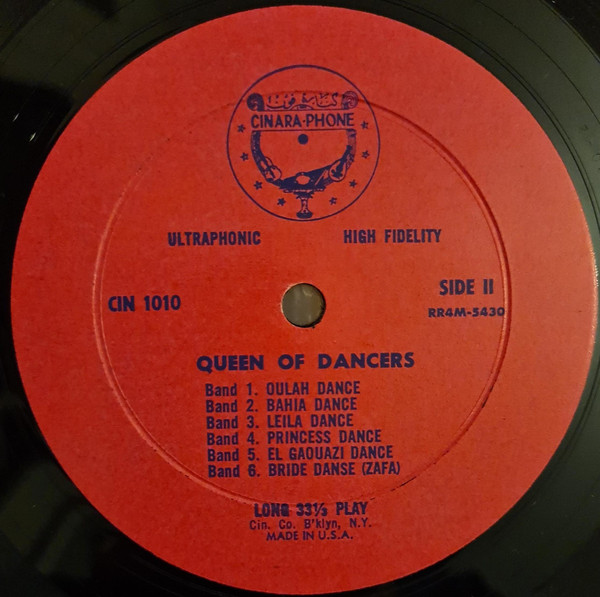 CINARA-PHONE
ULTRAPHONIC HIGH FIDELITY
CIN 1010
SIDE II
RR4M-5430
QUEEN OF DANCERS
Band 1. OULAH DANCE
Band 2. BAHIA DANCE
Band 3. LEILA DANCE
Band 4. PRINCESS DANCE
Band 5. EL GAOUAZI DANCE
Band 6. BRIDE DANSE (ZAFA)
LONG 33⅓ PLAY
Cin. Co. B'klyn, N.Y.
MADE IN U.S.A.